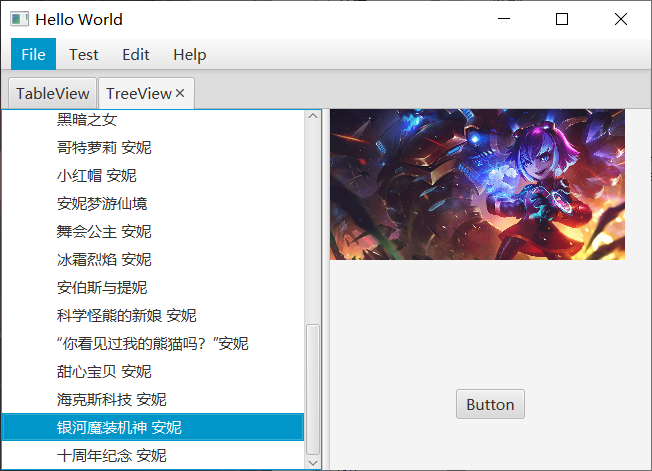 Hello World
File Test Edit Help
TableView TreeView
黑暗之女
哥特萝莉 安妮
小红帽 安妮
安妮梦游仙境
舞会公主 安妮
冰霜烈焰 安妮
安伯斯与提妮
科学怪熊的新娘 安妮
“你看见过我的熊猫吗？”安妮
甜心宝贝 安妮
海克斯科技 安妮
银河魔装机神 安妮
十周年纪念 安妮
Button